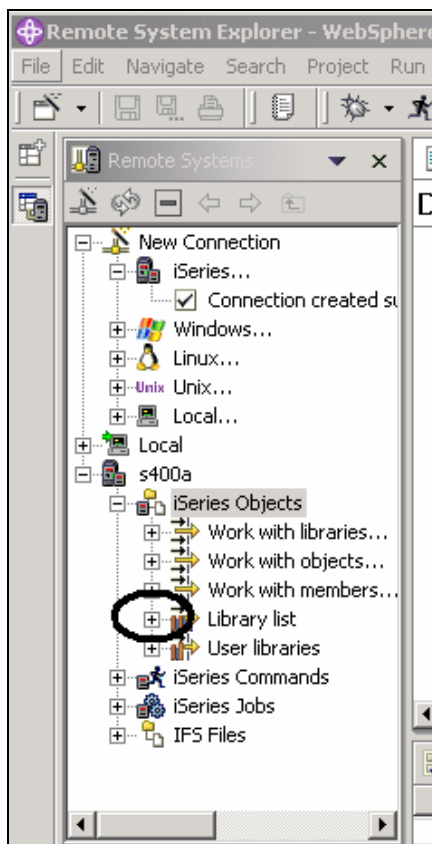 Remote System Explorer - WebSphere
File Edit Navigate Search Project Run
Remote Systems
New Connection
iSeries...
Connection created su
Windows...
Linux...
Unix Unix...
Local...
Local
s400a
iSeries Objects
Work with libraries...
Work with objects...
Work with members...
Library list
User libraries
iSeries Commands
iSeries Jobs
IFS Files